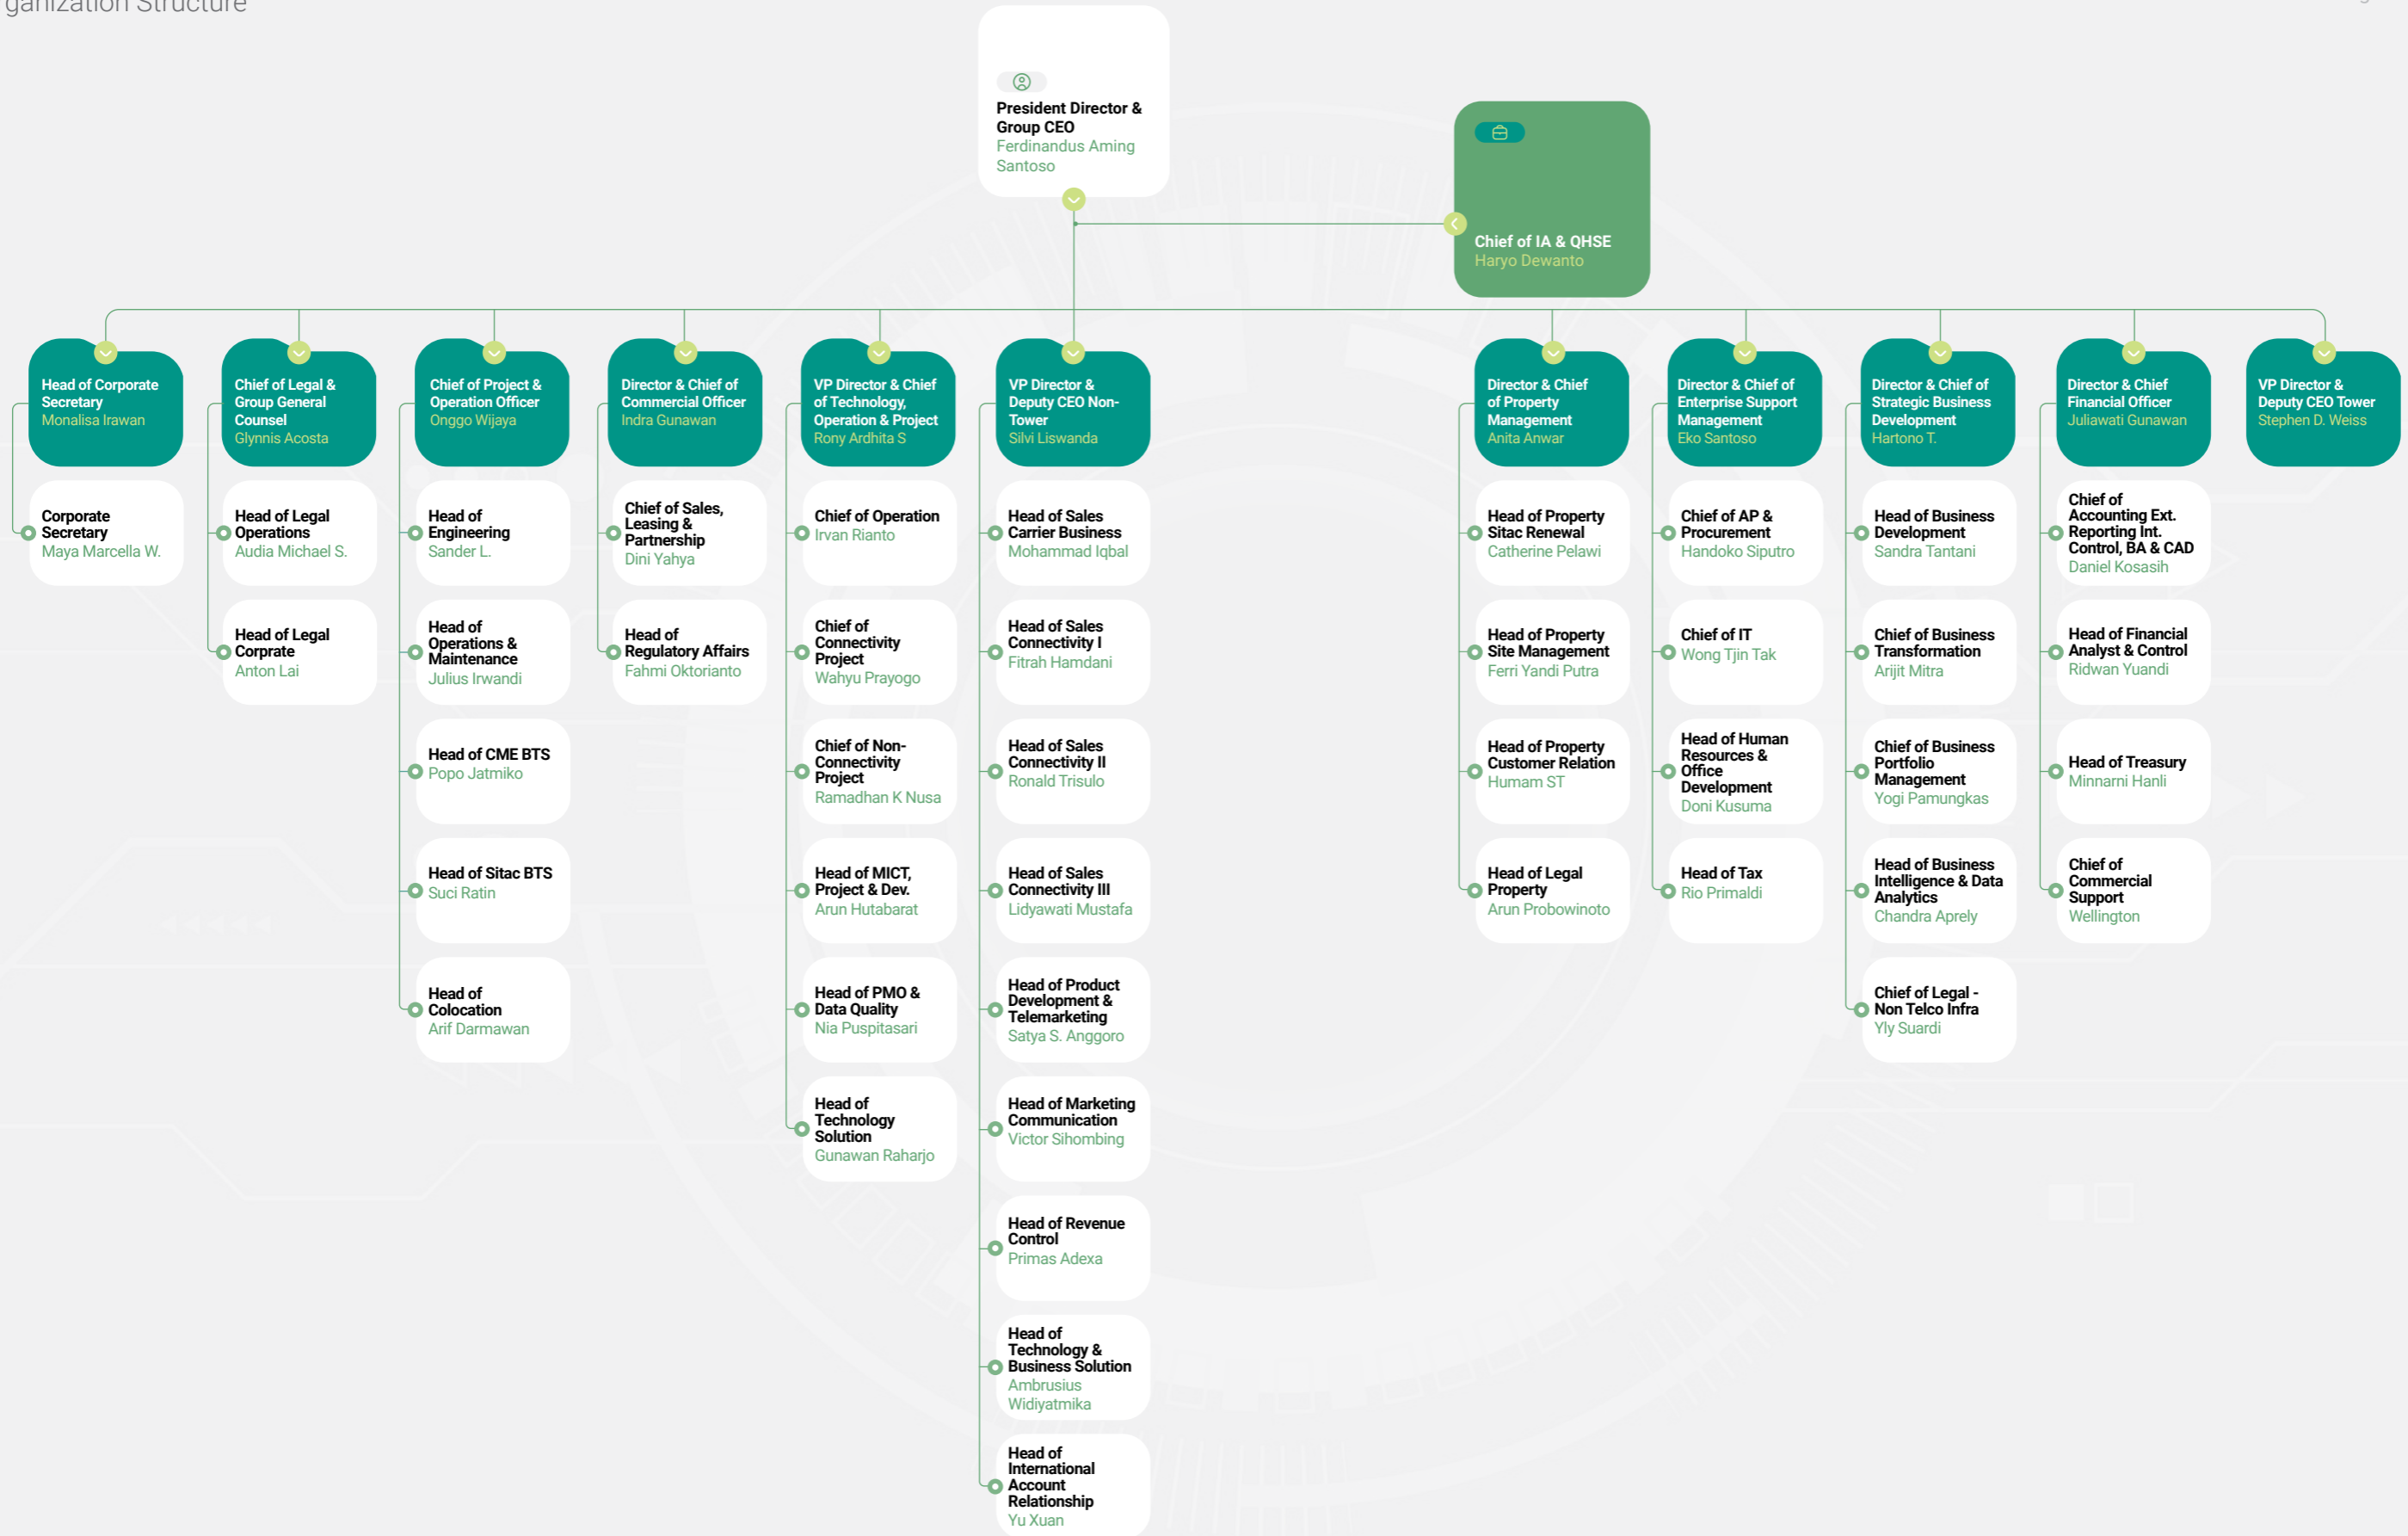 ganization Structure
President Director &
Group CEO
Ferdinandus Aming
Santoso
Chief of IA & QHSE
Haryo Dewanto
Head of Corporate
Secretary
Monalisa Irawan
Corporate
Secretary
Maya Marcella W.
Chief of Legal &
Group General
Counsel
Glynnis Acosta
Head of Legal
Operations
Audia Michael S.
Head of Legal
Corprate
Anton Lai
Chief of Project &
Operation Officer
Onggo Wijaya
Head of
Engineering
Sander L.
Head of
Operations &
Maintenance
Julius Irwandi
Head of CME BTS
Popo Jatmiko
Head of Sitac BTS
Suci Ratin
Head of
Colocation
Arif Darmawan
Director & Chief of
Commercial Officer
Indra Gunawan
Chief of Sales,
Leasing &
Partnership
Dini Yahya
Head of
Regulatory Affairs
Fahmi Oktorianto
VP Director & Chief
of Technology,
Operation & Project
Rony Ardhita S
Chief of Operation
Irvan Rianto
Chief of
Connectivity
Project
Wahyu Prayogo
Chief of Non-
Connectivity
Project
Ramadhan K Nusa
Head of MICT,
Project & Dev.
Arun Hutabarat
Head of PMO &
Data Quality
Nia Puspitasari
Head of
Technology
Solution
Gunawan Raharjo
VP Director &
Deputy CEO Non-
Tower
Silvi Liswanda
Head of Sales
Carrier Business
Mohammad Iqbal
Head of Sales
Connectivity I
Fitrah Hamdani
Head of Sales
Connectivity II
Ronald Trisulo
Head of Sales
Connectivity III
Lidyawati Mustafa
Head of Product
Development &
Telemarketing
Satya S. Anggoro
Head of Marketing
Communication
Victor Sihombing
Head of Revenue
Control
Primas Adexa
Head of
Technology &
Business Solution
Ambrusius
Widiyatmika
Head of
International
Account
Relationship
Yu Xuan
Director & Chief
of Property
Management
Anita Anwar
Head of Property
Sitac Renewal
Catherine Pelawi
Head of Property
Site Management
Ferri Yandi Putra
Head of Property
Customer Relation
Humam ST
Head of Legal
Property
Arun Probowinoto
Director & Chief of
Enterprise Support
Management
Eko Santoso
Chief of AP &
Procurement
Handoko Siputro
Chief of IT
Wong Tjin Tak
Head of Human
Resources &
Office
Development
Doni Kusuma
Head of Tax
Rio Primaldi
Director & Chief of
Strategic Business
Development
Hartono T.
Head of Business
Development
Sandra Tantani
Chief of Business
Transformation
Arijit Mitra
Chief of Business
Portfolio
Management
Yogi Pamungkas
Head of Business
Intelligence & Data
Analytics
Chandra Aprely
Chief of Legal -
Non Telco Infra
Yly Suardi
Director & Chief
Financial Officer
Juliawati Gunawan
Chief of
Accounting Ext.
Reporting Int.
Control, BA & CAD
Daniel Kosasih
Head of Financial
Analyst & Control
Ridwan Yuandi
Head of Treasury
Minnarni Hanli
Chief of
Commercial
Support
Wellington
VP Director &
Deputy CEO Tower
Stephen D. Weiss